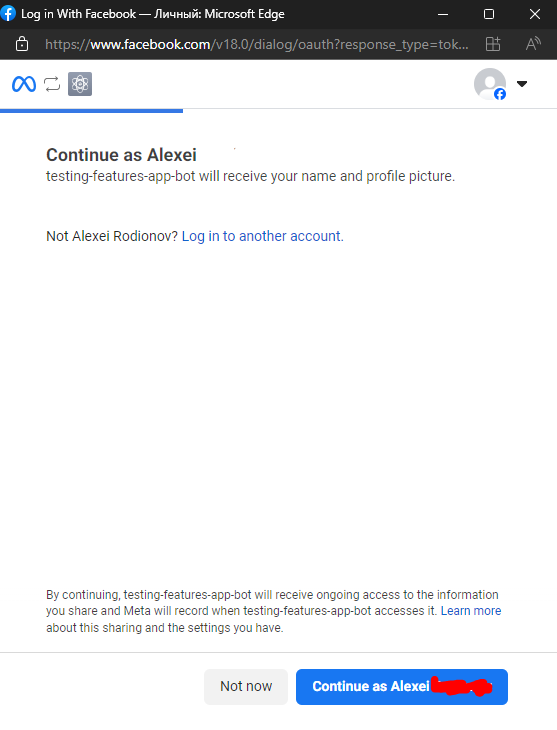 Log in With Facebook — Личный: Microsoft Edge
https://www.facebook.com/v18.0/dialog/oauth?response_type=tok...
Continue as Alexei
testing-features-app-bot will receive your name and profile picture.
Not Alexei Rodionov? Log in to another account.
By continuing, testing-features-app-bot will receive ongoing access to the information
you share and Meta will record when testing-features-app-bot accesses it. Learn more
about this sharing and the settings you have.
Not now
Continue as Alexei